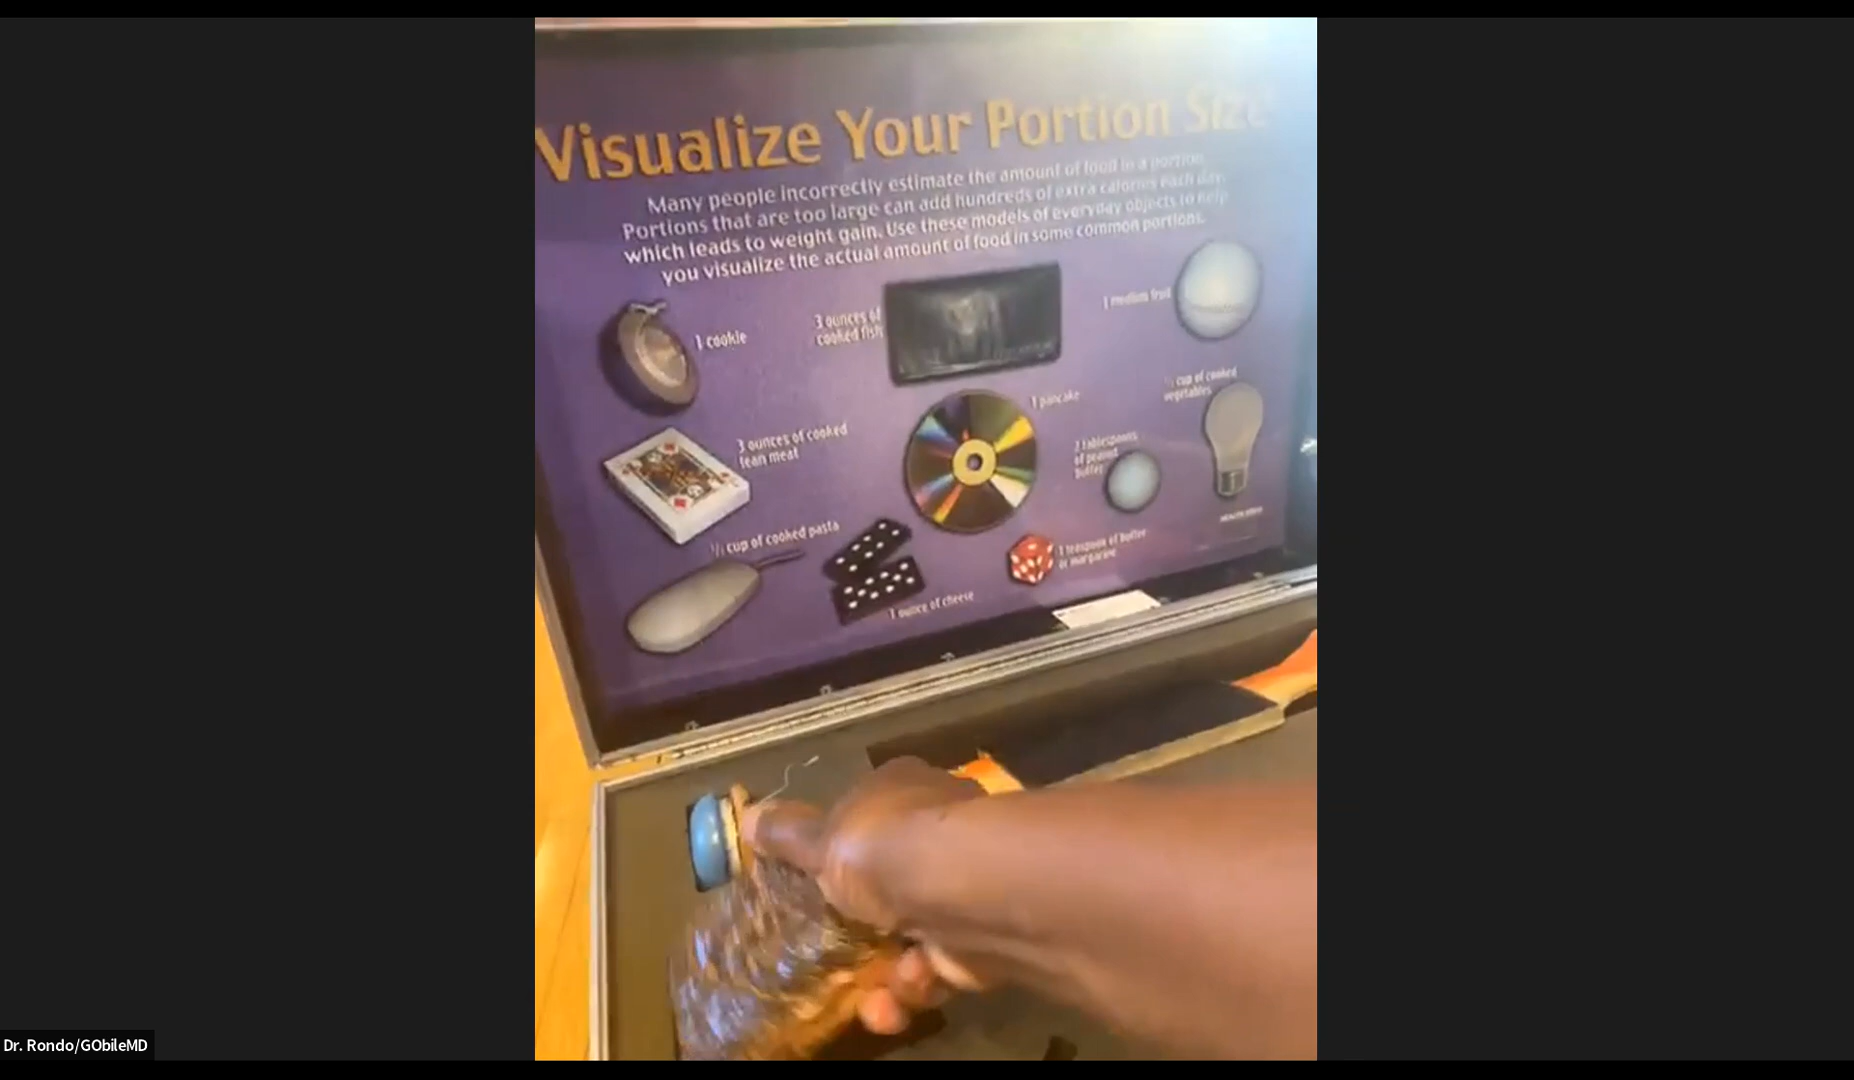 Visualize Your Portion Size
Many people incorrectly estimate the amount of food in a portion.
Portions that are too large can add hundreds of extra calories each day,
which leads to weight gain. Use these models of everyday objects to help
you visualize the actual amount of food in some common portions.
1 cookie
3 ounces of
cooked fish
1 medium fruit
3 ounces of cooked
lean meat
1 pancake
½ cup of cooked
vegetables
2 tablespoons
of peanut
butter
cup of cooked pasta
1 ounce of cheese
1 teaspoon of butter
or margarine
Dr. Rondo/GObileMD